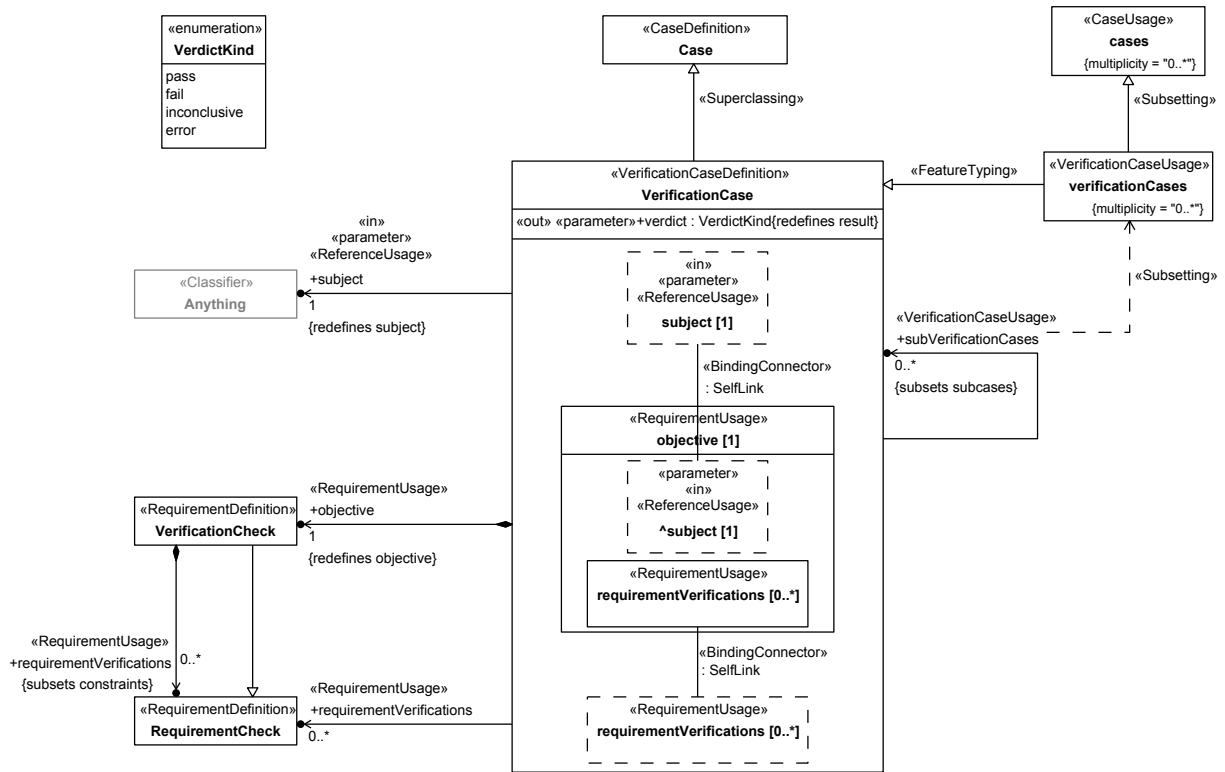 «enumeration»
VerdictKind
pass
fail
inconclusive
error
«CaseDefinition»
Case
«CaseUsage»
cases
{multiplicity = "0..*"}
«Superclassing»
«Subsetting»
«VerificationCaseDefinition»
VerificationCase
«out» «parameter»+verdict : VerdictKind{redefines result}
«FeatureTyping»
«VerificationCaseUsage»
verificationCases
{multiplicity = "0..*"}
«in»
«parameter»
«ReferenceUsage»
+subject
1
{redefines subject}
«Classifier»
Anything
«in»
«parameter»
«ReferenceUsage»
subject [1]
«Subsetting»
«VerificationCaseUsage»
+subVerificationCases
0..*
{subsets subcases}
«BindingConnector»
: SelfLink
«RequirementUsage»
objective [1]
«parameter»
«in»
«ReferenceUsage»
^subject [1]
«RequirementUsage»
requirementVerifications [0..*]
«BindingConnector»
: SelfLink
«RequirementUsage»
requirementVerifications [0..*]
«RequirementUsage»
+objective
1
{redefines objective}
«RequirementDefinition»
VerificationCheck
«RequirementUsage»
+requirementVerifications
0..*
{subsets constraints}
«RequirementDefinition»
RequirementCheck
«RequirementUsage»
+requirementVerifications
0..*